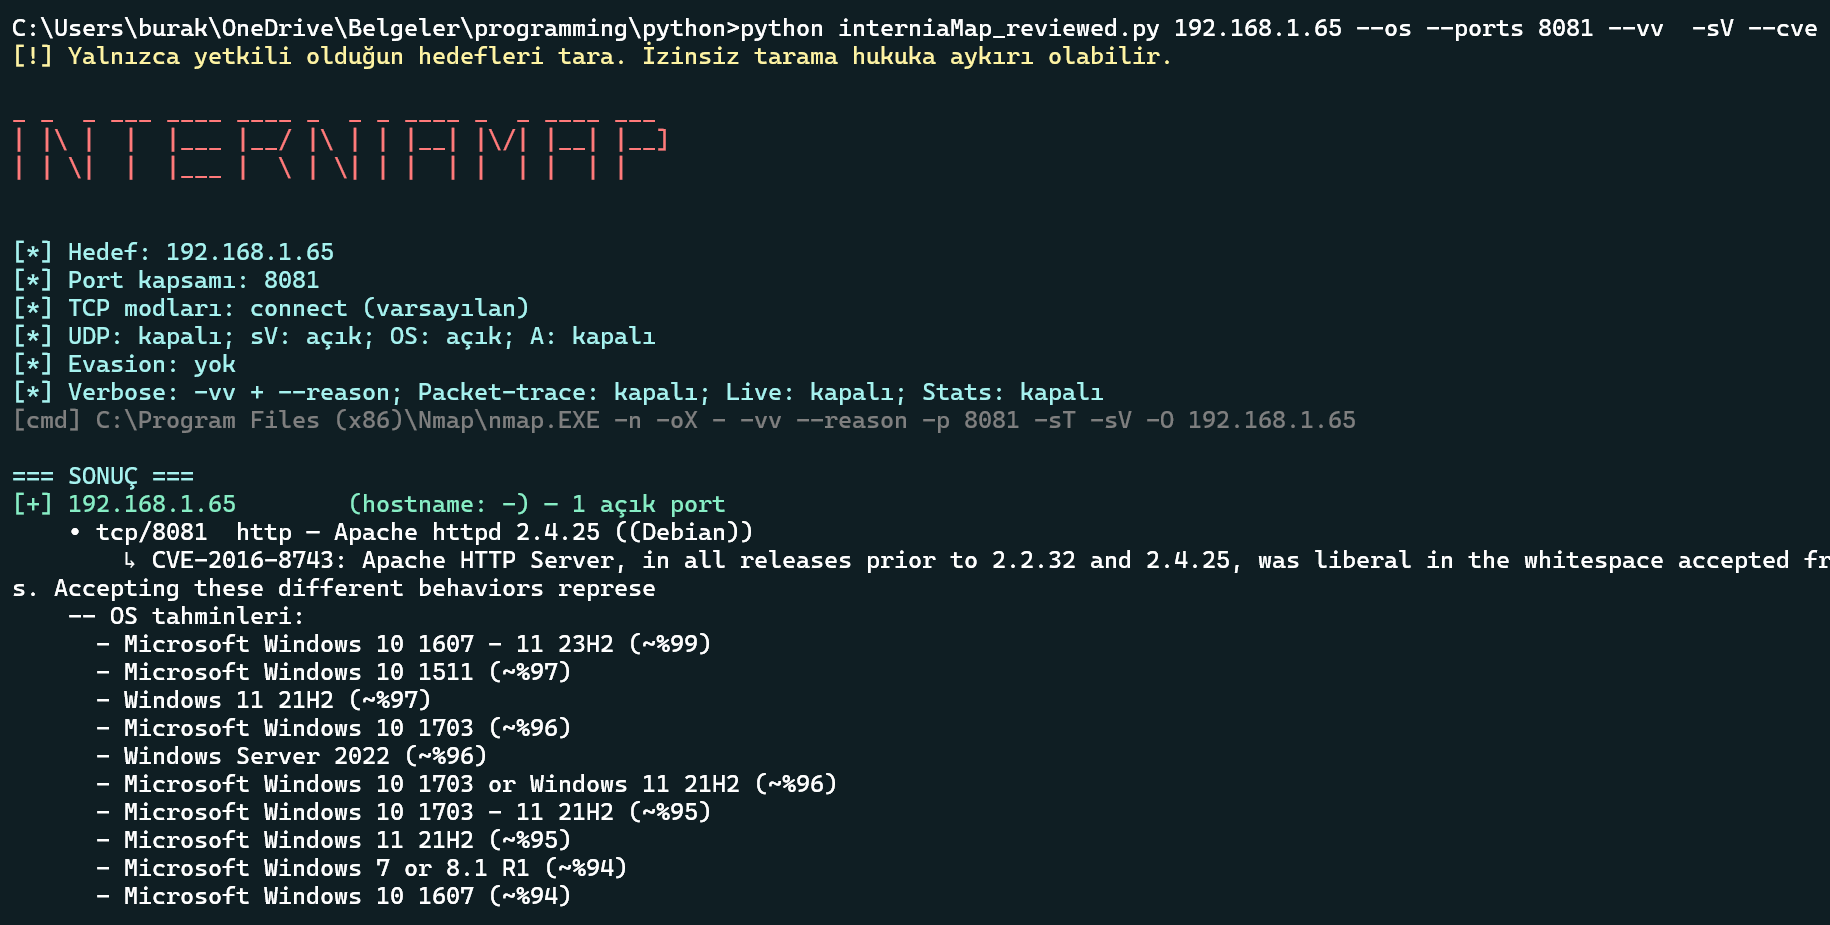 C:\Users\burak\OneDrive\Belgeler\programming\python>python interniaMap_reviewed.py 192.168.1.65 --os --ports 8081 --vv  -sV --cve
[!] Yalnızca yetkili olduğun hedefleri tara. İzinsiz tarama hukuka aykırı olabilir.
INTERNIAMAP
[*] Hedef: 192.168.1.65
[*] Port kapsamı: 8081
[*] TCP modları: connect (varsayılan)
[*] UDP: kapalı; sV: açık; OS: açık; A: kapalı
[*] Evasion: yok
[*] Verbose: -vv + --reason; Packet-trace: kapalı; Live: kapalı; Stats: kapalı
[cmd] C:\Program Files (x86)\Nmap\nmap.EXE -n -oX - -vv --reason -p 8081 -sT -sV -O 192.168.1.65
=== SONUÇ ===
[+] 192.168.1.65        (hostname: -) — 1 açık port
• tcp/8081  http — Apache httpd 2.4.25 ((Debian))
↳ CVE-2016-8743: Apache HTTP Server, in all releases prior to 2.2.32 and 2.4.25, was liberal in the whitespace accepted fr
s. Accepting these different behaviors represe
-- OS tahminleri:
- Microsoft Windows 10 1607 - 11 23H2 (~%99)
- Microsoft Windows 10 1511 (~%97)
- Windows 11 21H2 (~%97)
- Microsoft Windows 10 1703 (~%96)
- Windows Server 2022 (~%96)
- Microsoft Windows 10 1703 or Windows 11 21H2 (~%96)
- Microsoft Windows 10 1703 - 11 21H2 (~%95)
- Microsoft Windows 11 21H2 (~%95)
- Microsoft Windows 7 or 8.1 R1 (~%94)
- Microsoft Windows 10 1607 (~%94)